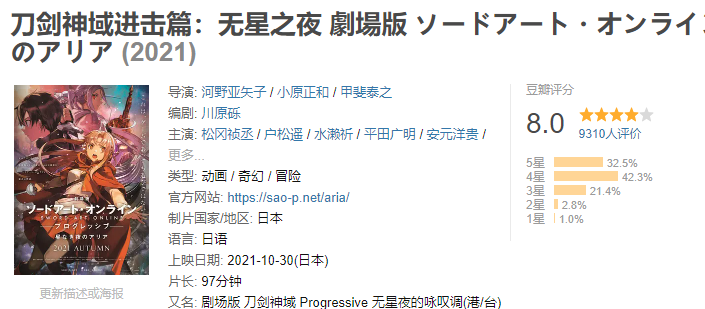 刀剑神域进击篇：无星之夜 劇場版 ソードアート・オンライン
のアリア (2021)
ソードアート・オンライン
SWORD ART ONLINE
プログレッシブ
星なき夜のアリア
2021 AUTUMN
更新描述或海报
导演: 河野亚矢子 / 小原正和 / 甲斐泰之
编剧: 川原砾
主演: 松冈祯丞 / 户松遥 / 水濑祈 / 平田广明 / 安元洋贵 /
更多...
类型: 动画 / 奇幻 / 冒险
官方网站: https://sao-p.net/aria/
制片国家/地区: 日本
语言: 日语
上映日期: 2021-10-30(日本)
片长: 97分钟
又名: 剧场版 刀剑神域 Progressive 无星夜的咏叹调(港/台)
豆瓣评分
8.0
9310人评价
5星 32.5%
4星 42.3%
3星 21.4%
2星 2.8%
1星 1.0%